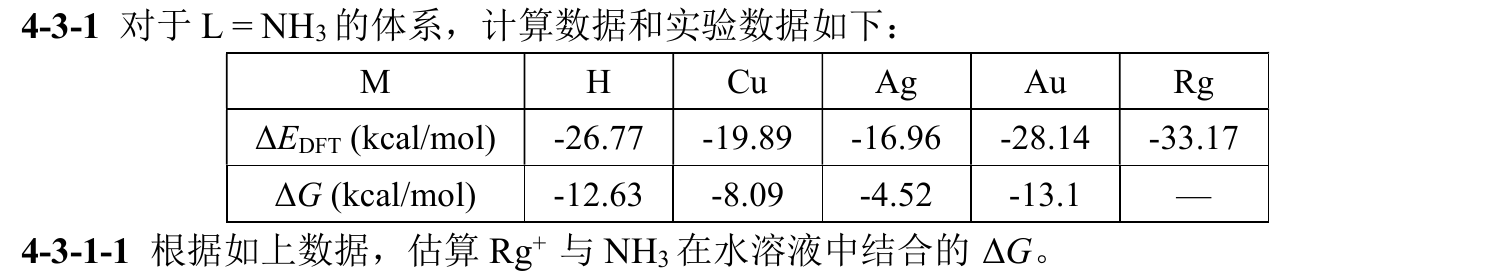 4-3-1 对于 L = NH₃ 的体系，计算数据和实验数据如下：
M H Cu Ag Au Rg
ΔE_DFT (kcal/mol) -26.77 -19.89 -16.96 -28.14 -33.17
ΔG (kcal/mol) -12.63 -8.09 -4.52 -13.1 —
4-3-1-1 根据如上数据，估算 Rg⁺ 与 NH₃ 在水溶液中结合的 ΔG。